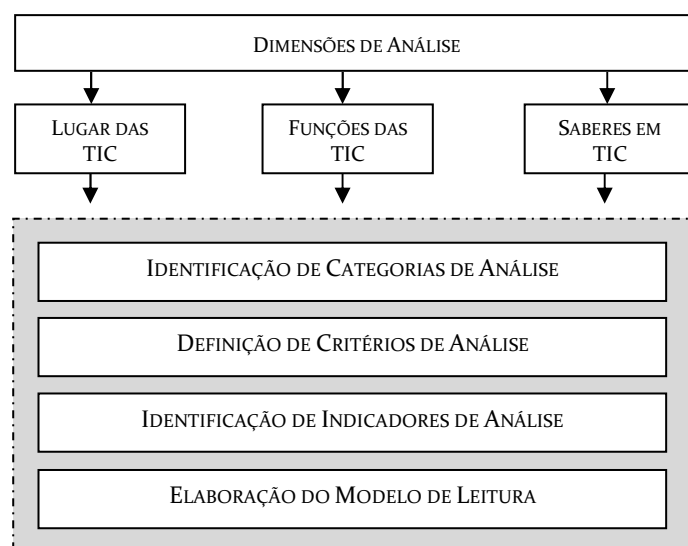 DIMENSÕES DE ANÁLISE
LUGAR DAS
TIC
FUNÇÕES DAS
TIC
SABERES EM
TIC
IDENTIFICAÇÃO DE CATEGORIAS DE ANÁLISE
DEFINIÇÃO DE CRITÉRIOS DE ANÁLISE
IDENTIFICAÇÃO DE INDICADORES DE ANÁLISE
ELABORAÇÃO DO MODELO DE LEITURA